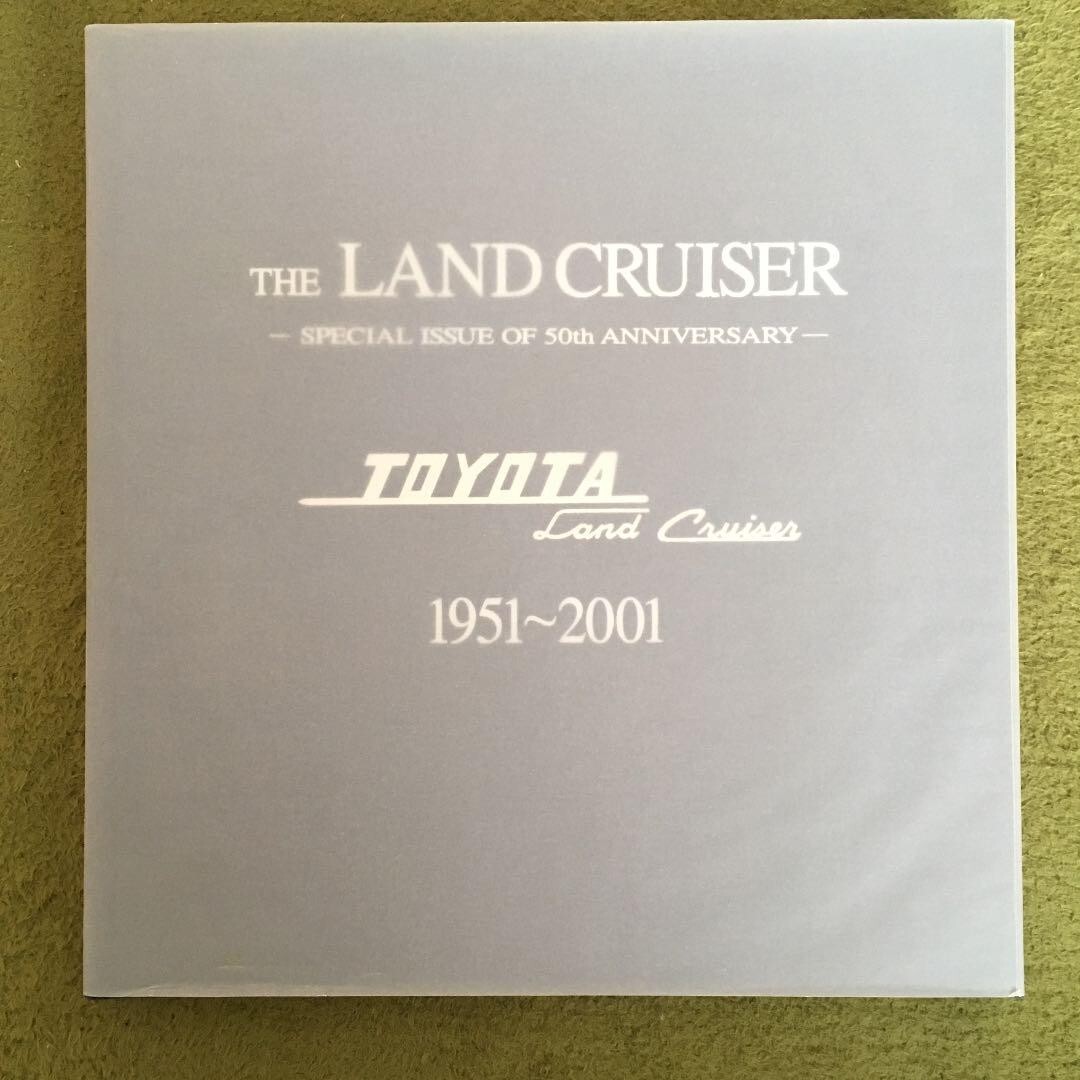 THE LAND CRUISER
— SPECIAL ISSUE OF 50th ANNIVERSARY —
TOYOTA
Land Cruiser
1951~2001